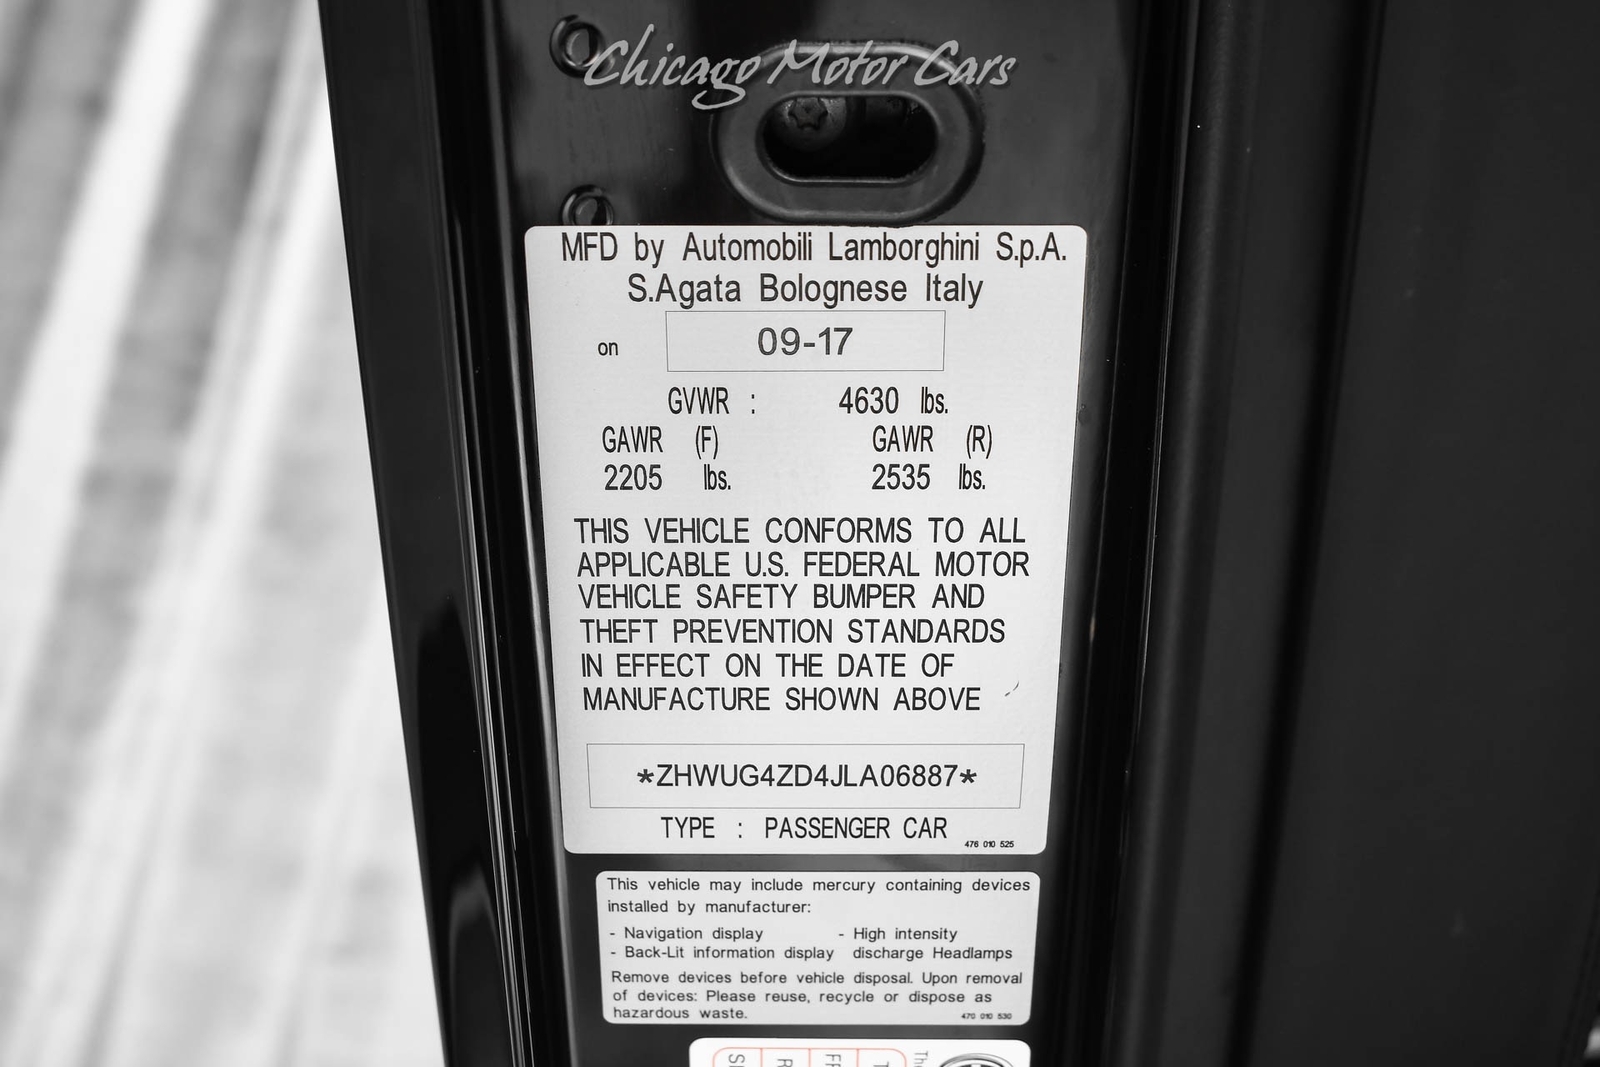 Chicago Motor Cars
MFD by Automobili Lamborghini S.p.A.
S.Agata Bolognese Italy
on 09-17
GVWR : 4630 lbs.
GAWR (F) GAWR (R)
2205 lbs. 2535 lbs.
THIS VEHICLE CONFORMS TO ALL
APPLICABLE U.S. FEDERAL MOTOR
VEHICLE SAFETY BUMPER AND
THEFT PREVENTION STANDARDS
IN EFFECT ON THE DATE OF
MANUFACTURE SHOWN ABOVE
*ZHWUG4ZD4JLA06887*
TYPE : PASSENGER CAR
476 010 525
This vehicle may include mercury containing devices
installed by manufacturer:
- Navigation display - High intensity
- Back-Lit information display discharge Headlamps
Remove devices before vehicle disposal. Upon removal
of devices: Please reuse, recycle or dispose as
hazardous waste.
470 010 530